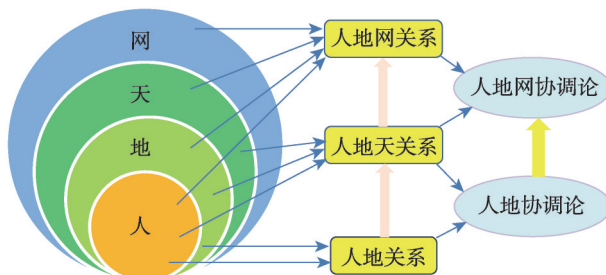 网
天
地
人
人地网关系
人地天关系
人地关系
人地网协调论
人地协调论